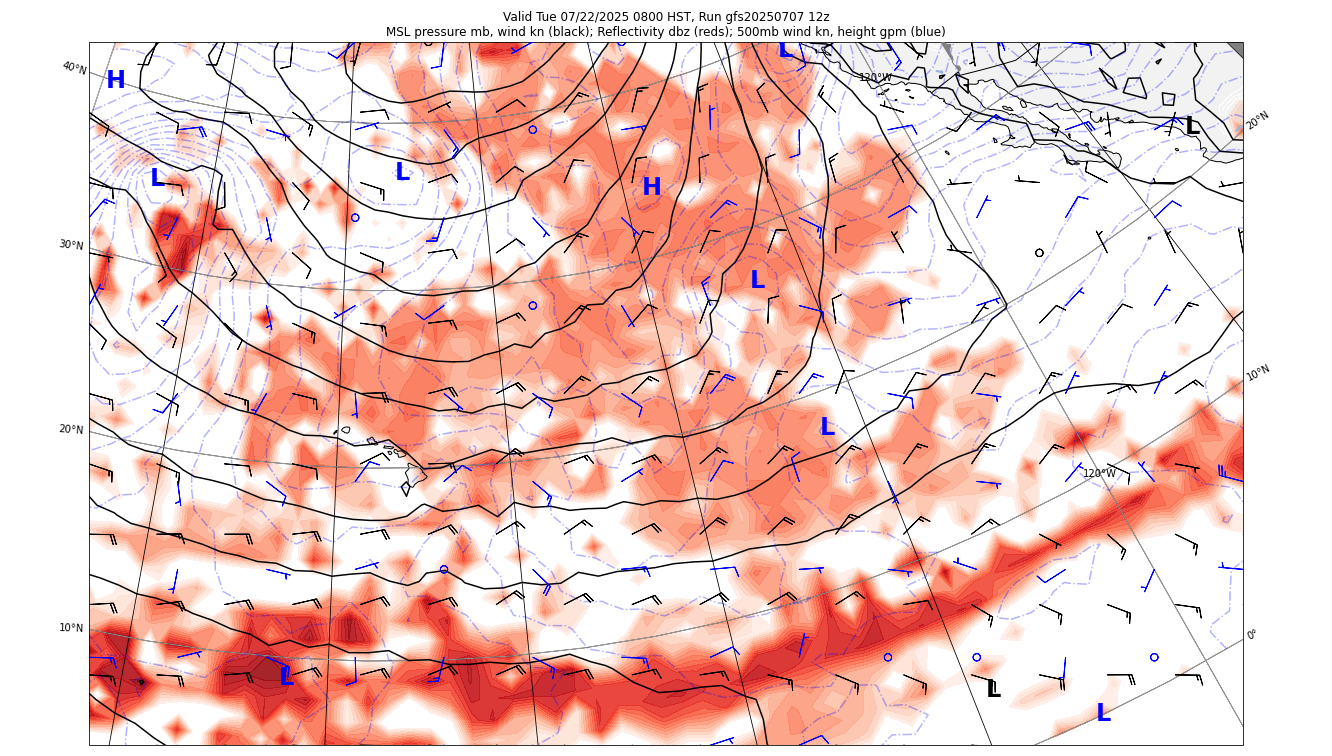 Valid Tue 07/22/2025 0800 HST, Run gfs20250707 12z
MSL pressure mb, wind kn (black); Reflectivity dbz (reds); 500mb wind kn, height gpm (blue)
L
40°N
H
120°W
L
20°N
L
L
H
30°N
L
10°N
20°N
L
120°W
10°N
0°
L
L
L